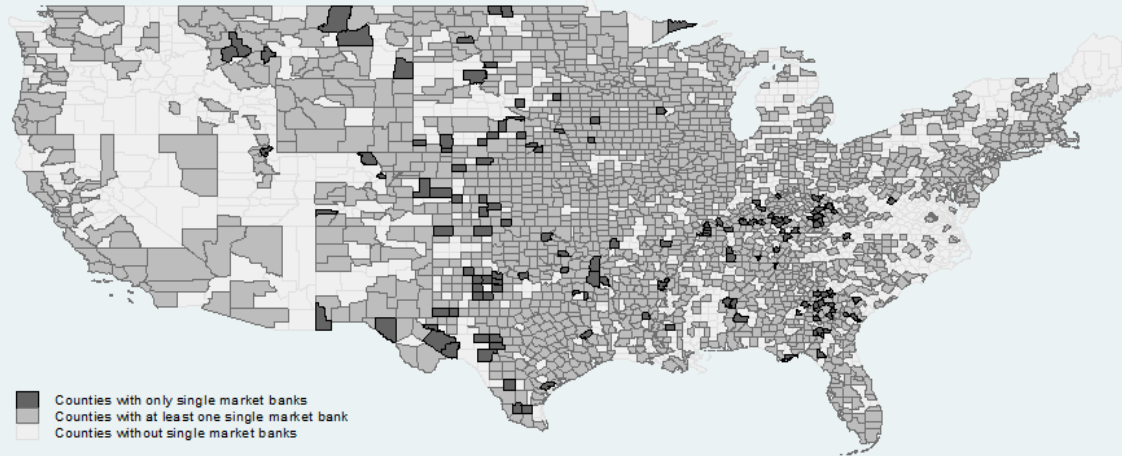 Counties with only single market banks
Counties with at least one single market bank
Counties without single market banks